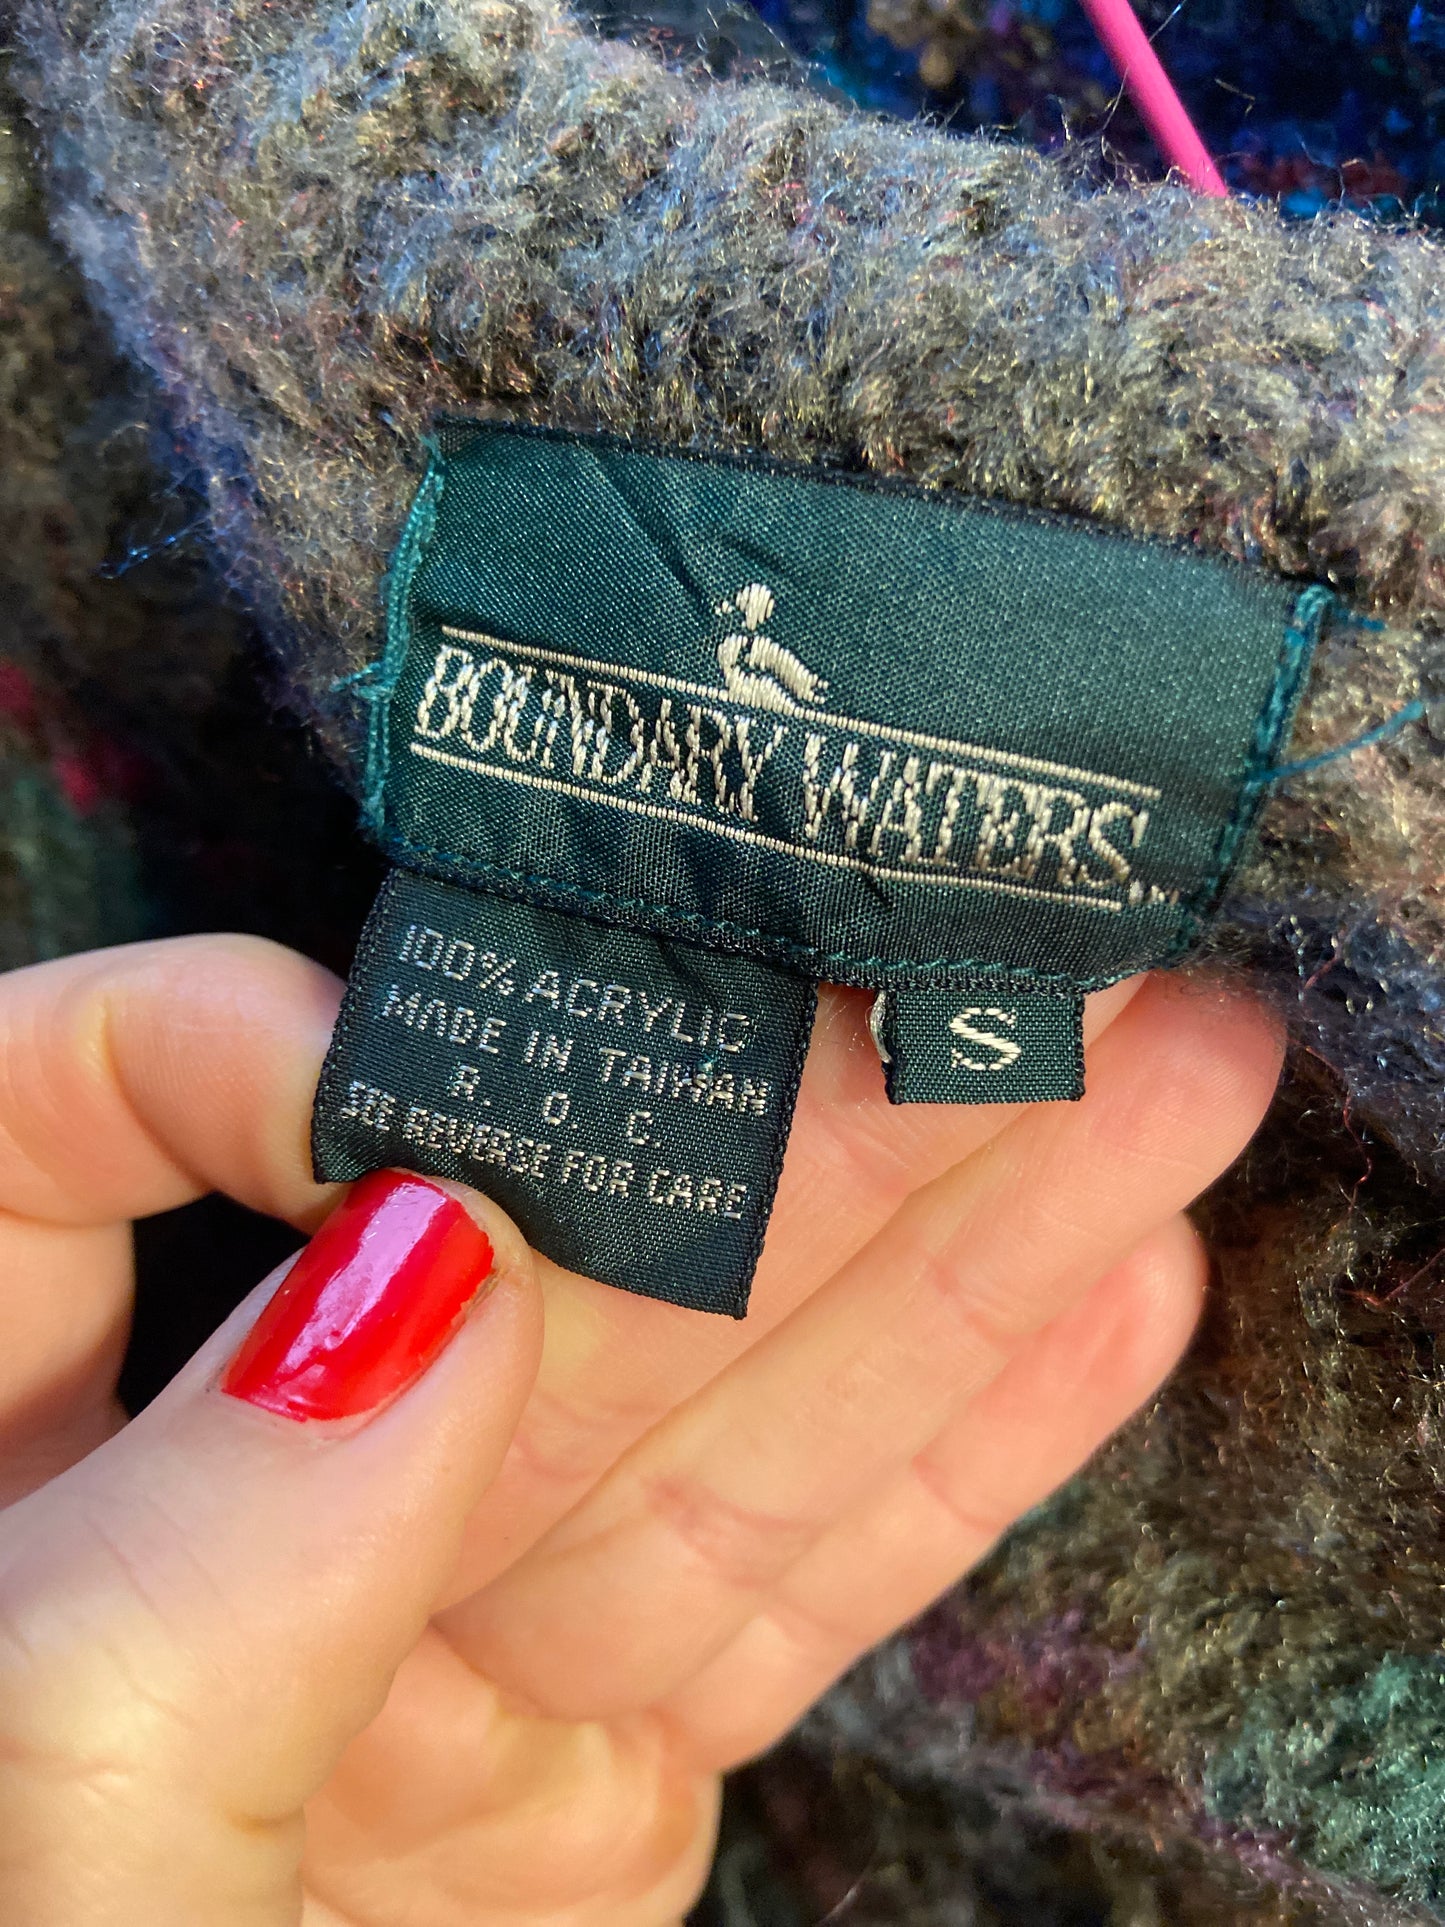 BOUNDARY WATERS
100% ACRYLIC
MADE IN TAIWAN
R. O. C.
SEE REVERSE FOR CARE
S